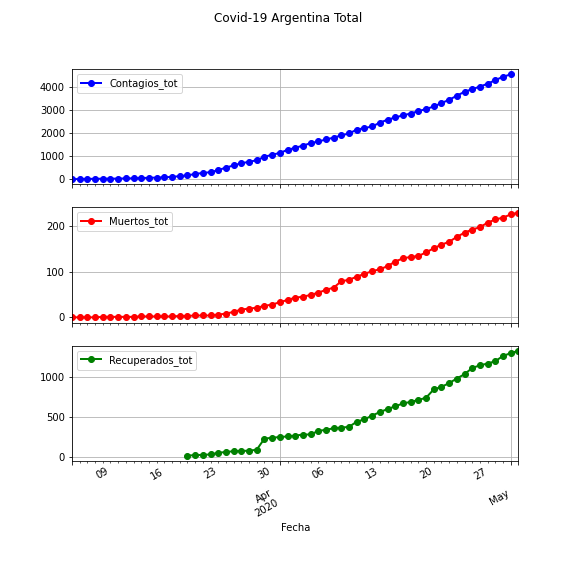 Covid-19 Argentina Total
Contagios_tot
4000
3000
2000
1000
0
Muertos_tot
200
100
0
Recuperados_tot
1000
500
0
09 16 23 30 06 13 20 27
Apr May
2020
Fecha